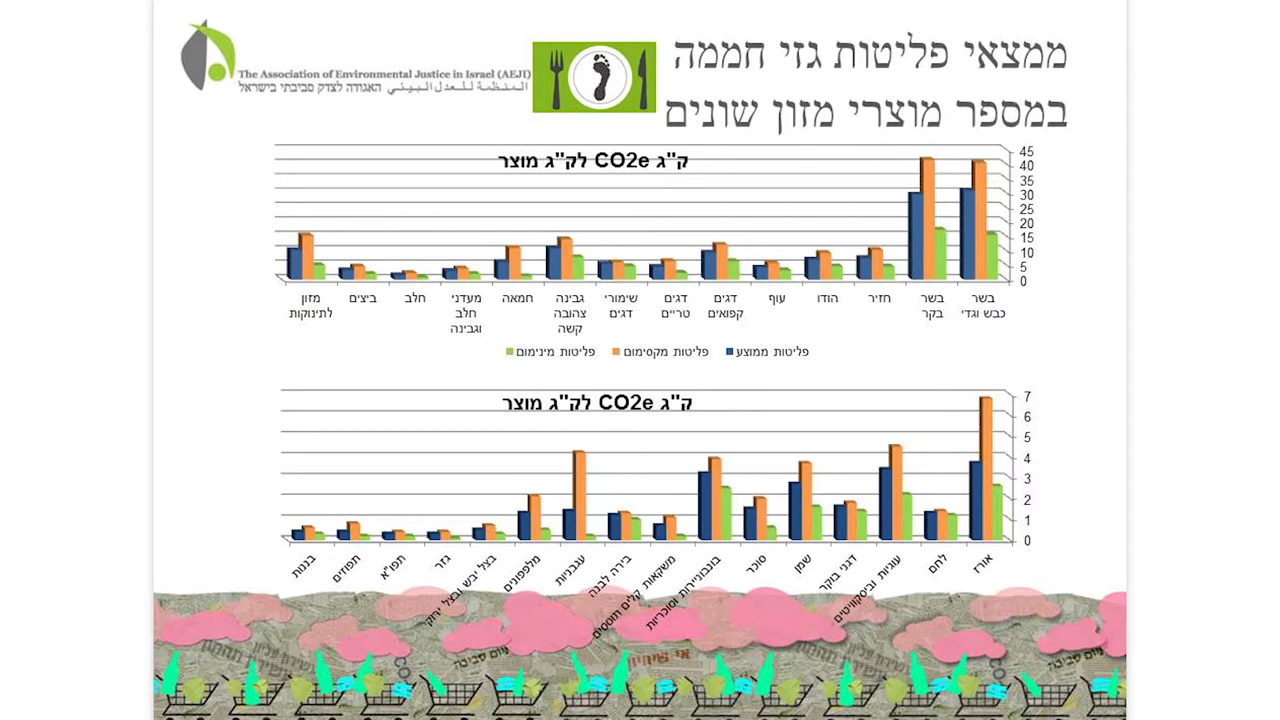 ממצאי פליטות גזי חממה
במספר מוצרי מזון שונים
The Association of Environmental Justice in Israel (AEJI)
האגודה לצדק סביבתי בישראל المنظمة للعدل البيئي
ק"ג CO2e לק"ג מוצר
45
40
35
30
25
20
15
10
5
0
בשר כבש וגדי
בשר בקר
חזיר
הודו
עוף
דגים קפואים
דגים טריים
שימורי דגים
גבינה צהובה קשה
חמאה
מעדני חלב וגבינה
חלב
ביצים
מזון לתינוקות
פליטות ממוצע
פליטות מקסימום
פליטות מינימום
ק"ג CO2e לק"ג מוצר
7
6
5
4
3
2
1
0
אורז
לחם
עוגיות וביסקוויטים
דגני בוקר
שמן
סוכר
בונבוניירות וסוכריות
משקאות קלים תוססים
בירה לבנה
עגבניות
מלפפונים
בצל יבש ובצל ירוק
גזר
תפו"א
תפוזים
בננות